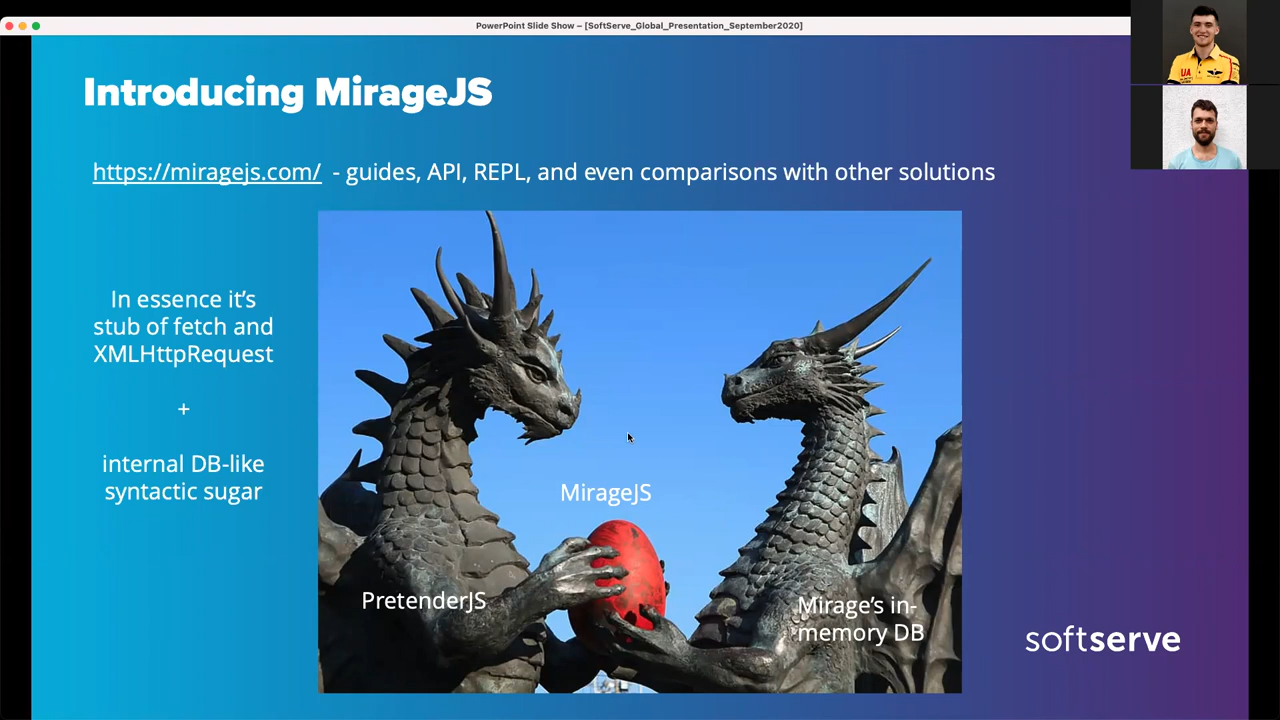 PowerPoint Slide Show – [SoftServe_Global_Presentation_September2020]
Introducing MirageJS
https://miragejs.com/ - guides, API, REPL, and even comparisons with other solutions
In essence it’s
stub of fetch and
XMLHttpRequest
+
internal DB-like
syntactic sugar
MirageJS
PretenderJS
Mirage’s in-
memory DB
softserve
UA